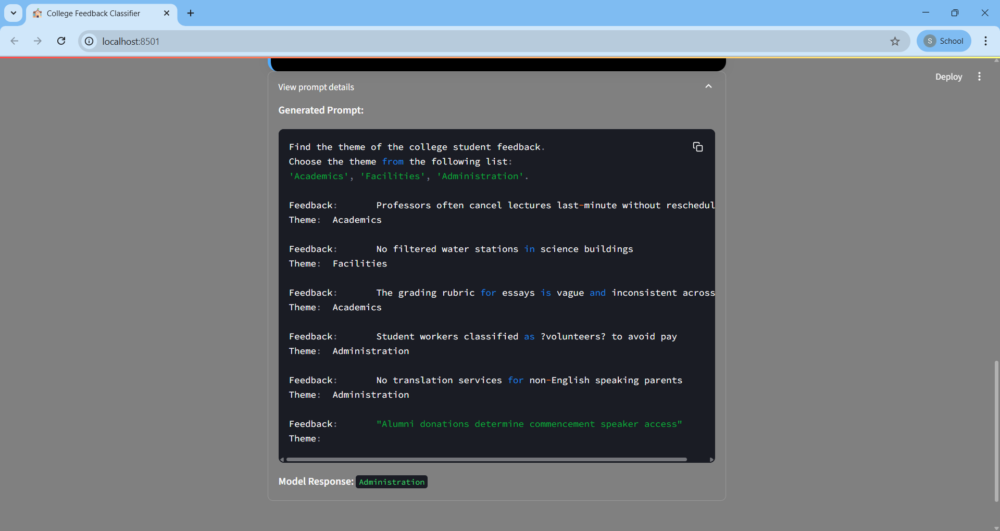 College Feedback Classifier
localhost:8501
S School
Deploy
View prompt details
Generated Prompt:
Find the theme of the college student feedback.
Choose the theme from the following list:
'Academics', 'Facilities', 'Administration'.
Feedback: Professors often cancel lectures last-minute without reschedul
Theme: Academics
Feedback: No filtered water stations in science buildings
Theme: Facilities
Feedback: The grading rubric for essays is vague and inconsistent across
Theme: Academics
Feedback: Student workers classified as ?volunteers? to avoid pay
Theme: Administration
Feedback: No translation services for non-English speaking parents
Theme: Administration
Feedback: "Alumni donations determine commencement speaker access"
Theme:
Model Response: Administration